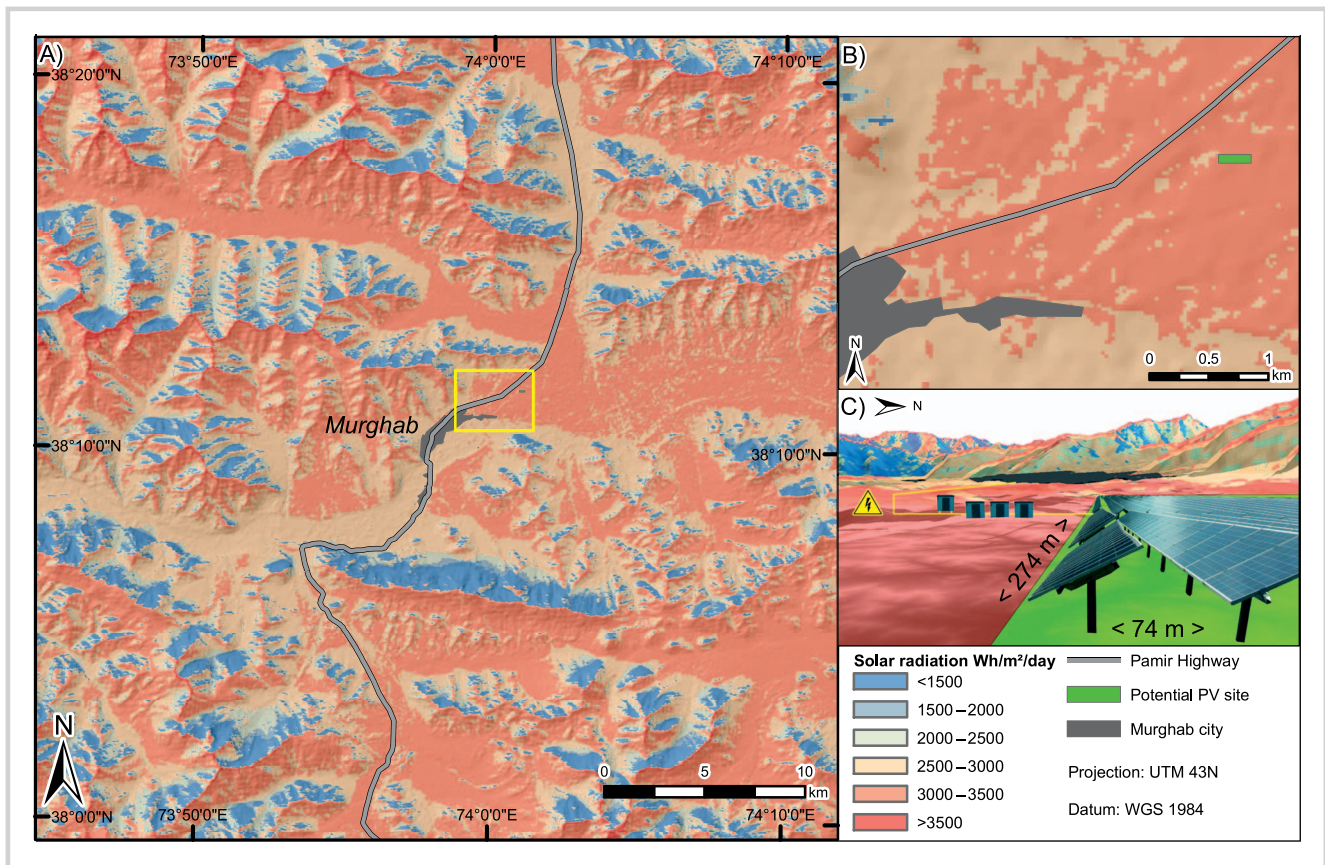 A)
73°50'0"E
74°0'0"E
74°10'0"E
38°20'0"N
38°20'0"N
Murghab
38°10'0"N
38°10'0"N
N
0 5 10
km
38°0'0"N
73°50'0"E
74°0'0"E
74°10'0"E
B)
N
0 0.5 1
km
C)
N
< 274 m >
< 74 m >
Solar radiation Wh/m²/day
<1500
1500–2000
2000–2500
2500–3000
3000–3500
>3500
Pamir Highway
Potential PV site
Murghab city
Projection: UTM 43N
Datum: WGS 1984